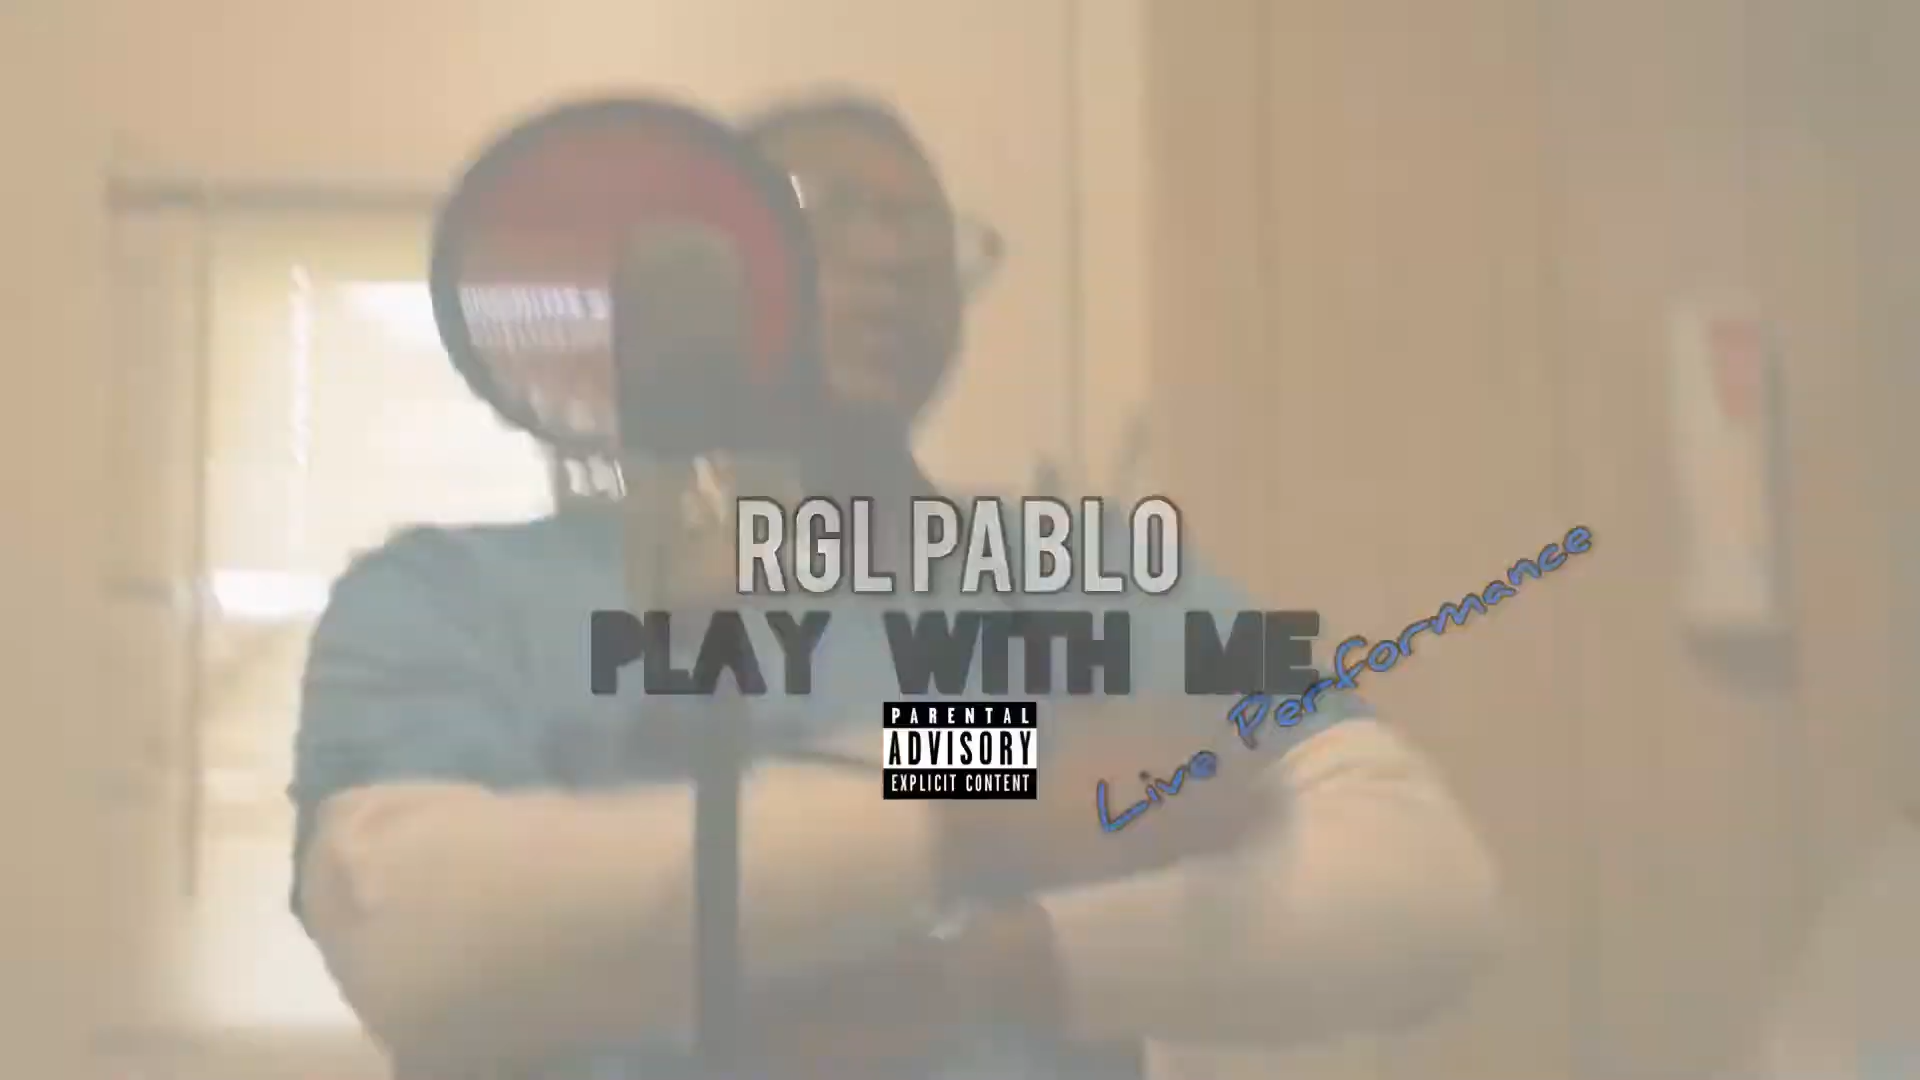 RGL PABLO
PLAY WITH ME
Live Performance
PARENTAL
ADVISORY
EXPLICIT CONTENT